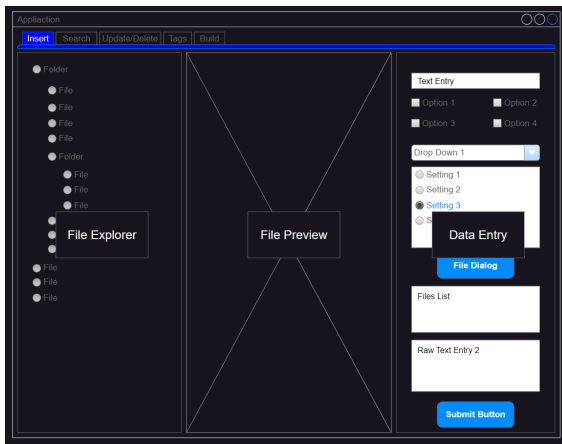 Appliaction
Insert Search Update/Delete Tags Build
Folder
File
File
File
File
Folder
File
File
File
File Explorer
File
File
File
File Preview
Text Entry
Option 1 Option 2
Option 3 Option 4
Drop Down 1
Setting 1
Setting 2
Setting 3
S
Data Entry
File Dialog
Files List
Raw Text Entry 2
Submit Button